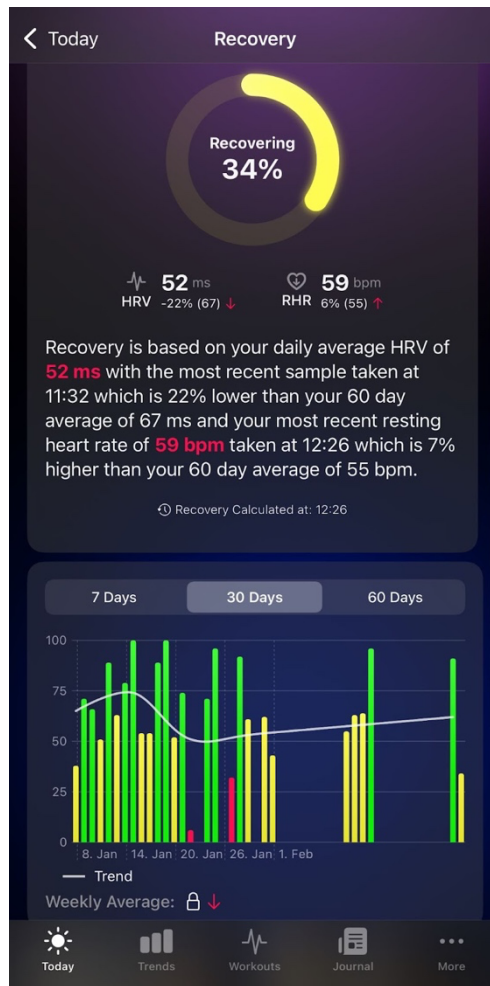 Today
Recovery
Recovering
34%
52 ms
HRV -22% (67) ↓
59 bpm
RHR 6% (55) ↑
Recovery is based on your daily average HRV of
52 ms with the most recent sample taken at
11:32 which is 22% lower than your 60 day
average of 67 ms and your most recent resting
heart rate of 59 bpm taken at 12:26 which is 7%
higher than your 60 day average of 55 bpm.
Recovery Calculated at: 12:26
7 Days
30 Days
60 Days
100
75
50
25
0
8. Jan
14. Jan
20. Jan
26. Jan
1. Feb
Trend
Weekly Average: ↓
Today
Trends
Workouts
Journal
More